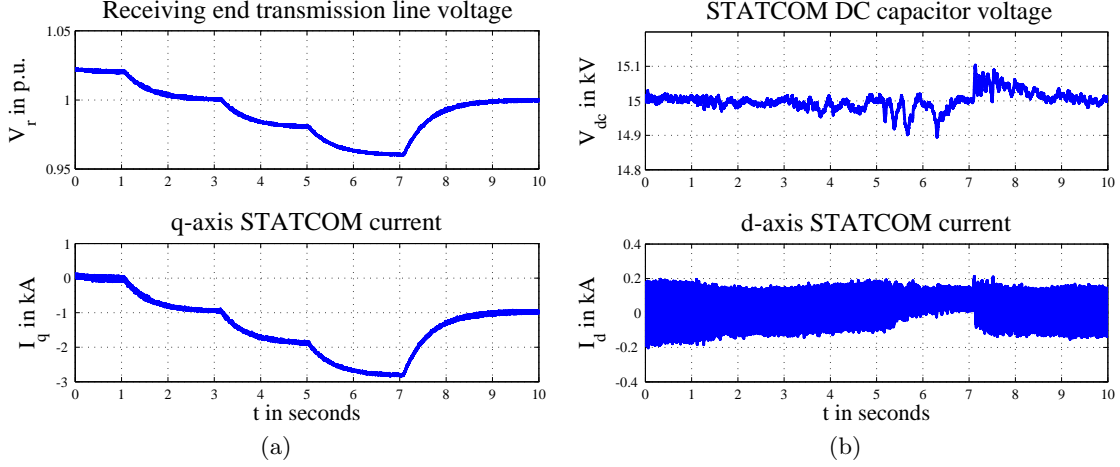 Receiving end transmission line voltage
1.05
1
0.95
V_r in p.u.
0 1 2 3 4 5 6 7 8 9 10
q-axis STATCOM current
1
0
-1
-2
-3
I_q in kA
0 1 2 3 4 5 6 7 8 9 10
t in seconds
(a)
STATCOM DC capacitor voltage
15.1
15
14.9
14.8
V_dc in kV
0 1 2 3 4 5 6 7 8 9 10
d-axis STATCOM current
0.4
0.2
0
-0.2
-0.4
I_d in kA
0 1 2 3 4 5 6 7 8 9 10
t in seconds
(b)